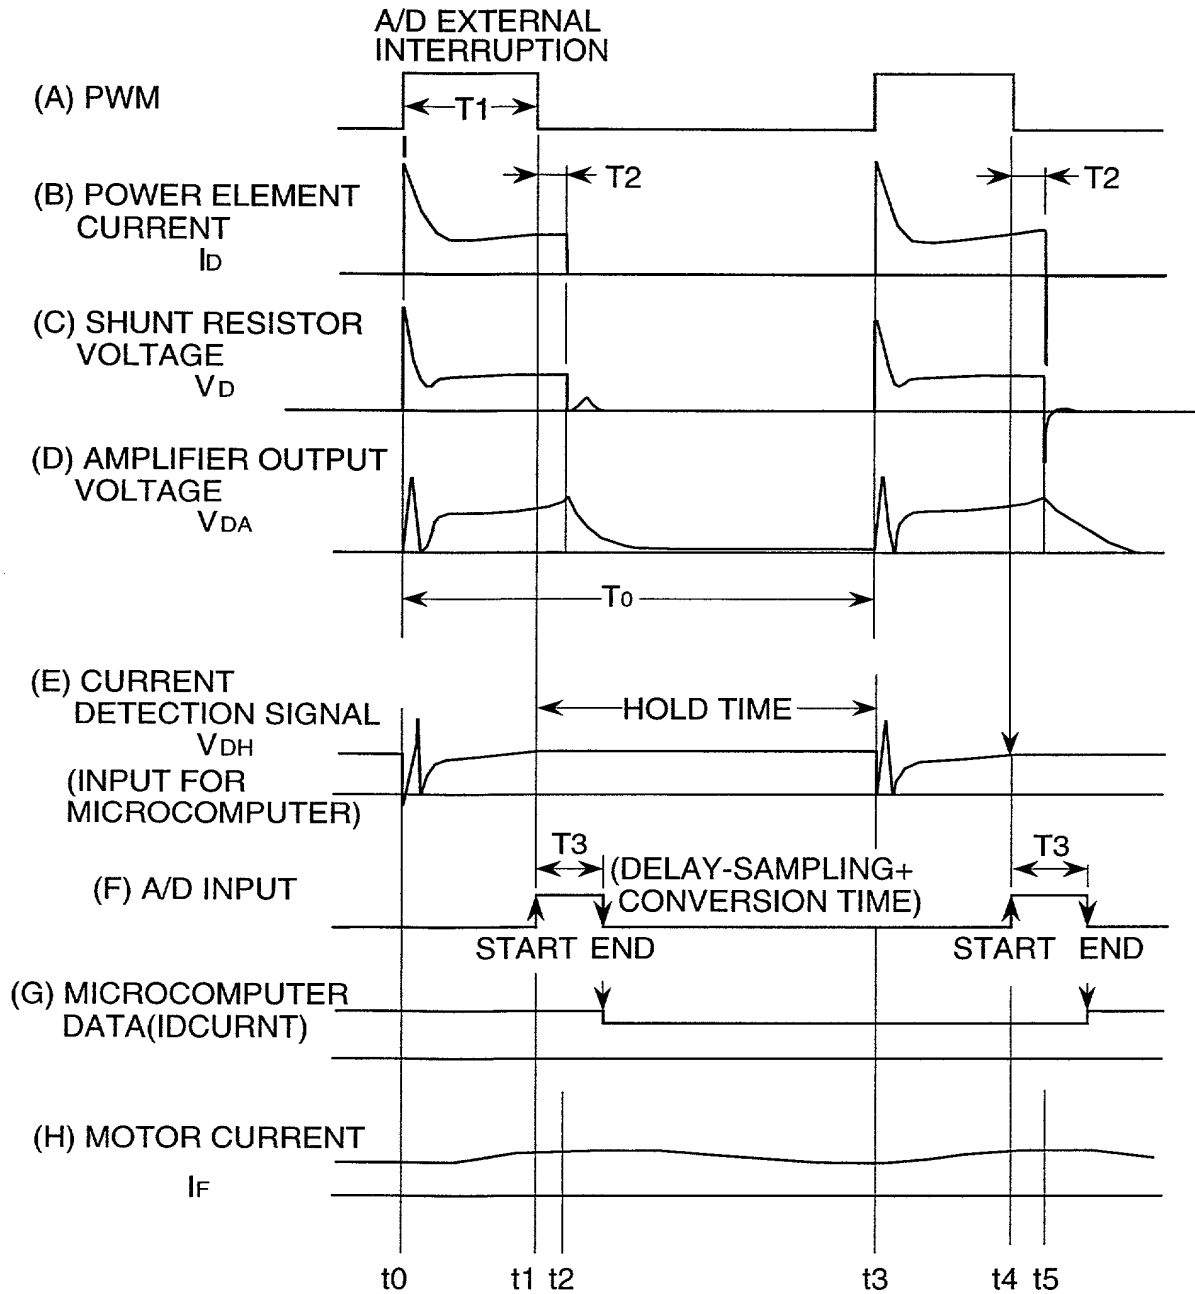 A/D EXTERNAL
INTERRUPTION
(A) PWM
T1
(B) POWER ELEMENT
CURRENT
ID
T2
T2
(C) SHUNT RESISTOR
VOLTAGE
VD
(D) AMPLIFIER OUTPUT
VOLTAGE
VDA
T0
(E) CURRENT
DETECTION SIGNAL
VDH
(INPUT FOR
MICROCOMPUTER)
HOLD TIME
(F) A/D INPUT
T3
(DELAY-SAMPLING+
CONVERSION TIME)
T3
START END
START END
(G) MICROCOMPUTER
DATA(IDCURNT)
(H) MOTOR CURRENT
IF
t0 t1 t2 t3 t4 t5